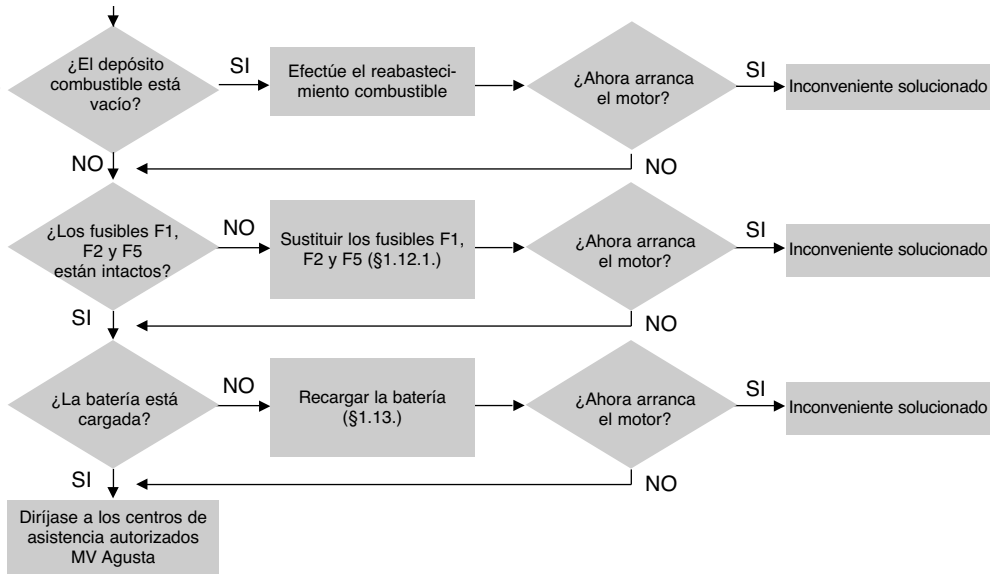 ¿El depósito
combustible está
vacío?
SI
Efectúe el reabasteci-
miento combustible
¿Ahora arranca
el motor?
SI
Inconveniente solucionado
NO
NO
¿Los fusibles F1,
F2 y F5
están intactos?
NO
Sustituir los fusibles F1,
F2 y F5 (§1.12.1.)
¿Ahora arranca
el motor?
SI
Inconveniente solucionado
SI
NO
¿La batería está
cargada?
NO
Recargar la batería
(§1.13.)
¿Ahora arranca
el motor?
SI
Inconveniente solucionado
SI
NO
Diríjase a los centros de
asistencia autorizados
MV Agusta